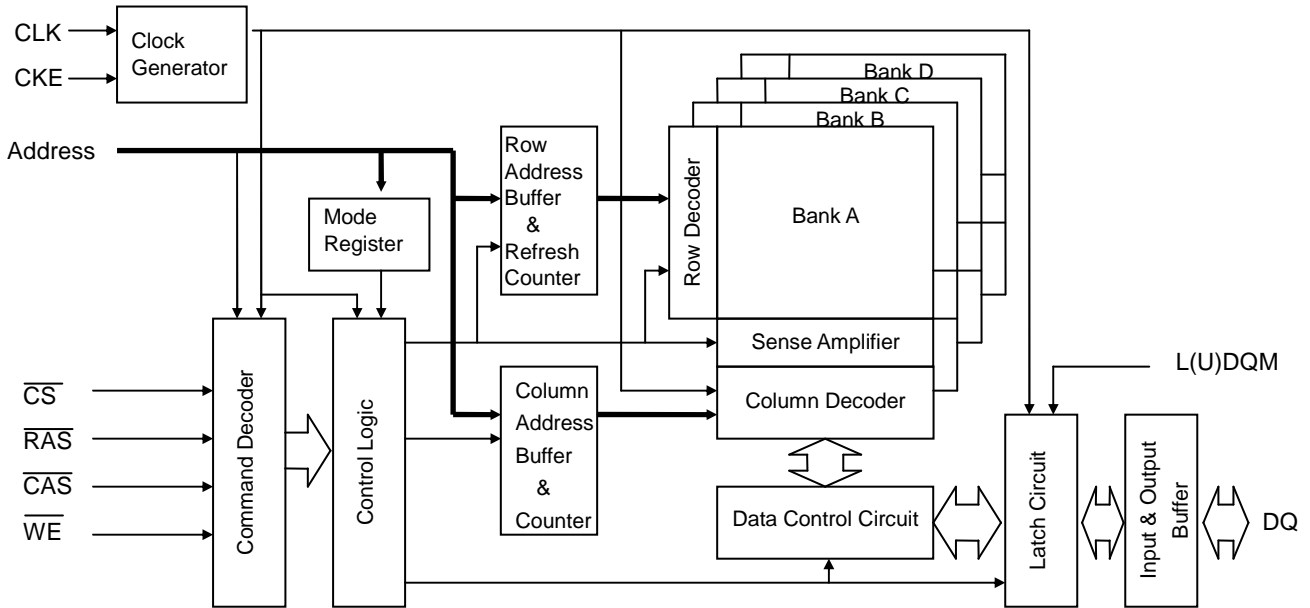 CLK
CKE
Clock
Generator
Address
Mode
Register
Row
Address
Buffer
&
Refresh
Counter
Row Decoder
Bank D
Bank C
Bank B
Bank A
Sense Amplifier
Column Decoder
CS
RAS
CAS
WE
Command Decoder
Control Logic
Column
Address
Buffer
&
Counter
Data Control Circuit
L(U)DQM
Latch Circuit
Input & Output
Buffer
DQ